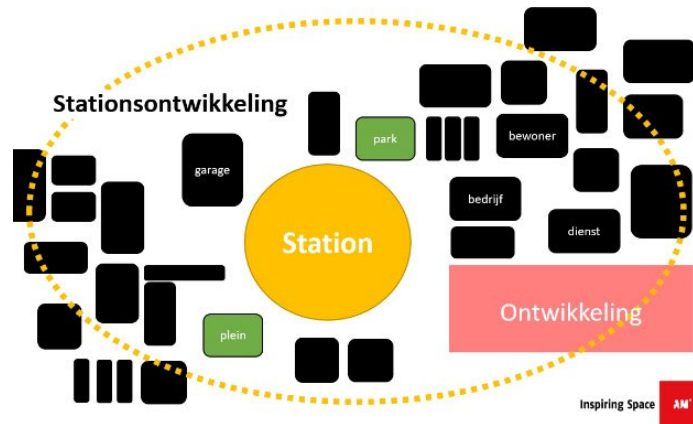 Stationsontwikkeling
park
bewoner
garage
bedrijf
Station
dienst
Ontwikkeling
plein
Inspiring Space
AM